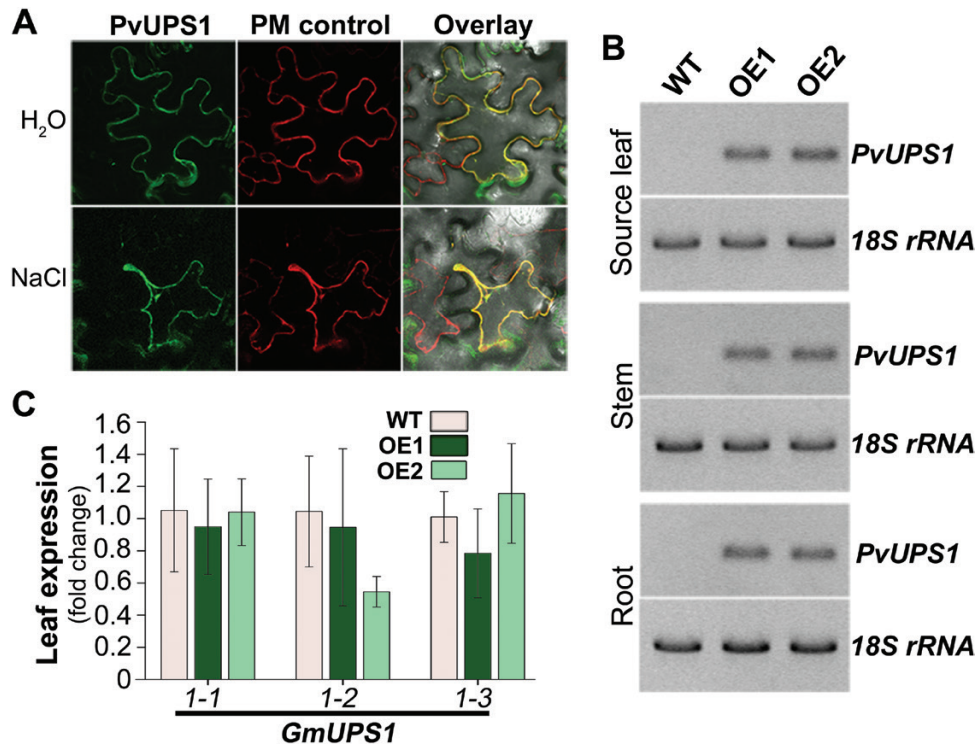 A
PvUPS1 PM control Overlay
H₂O
NaCl
B
WT OE1 OE2
Source leaf
PvUPS1
18S rRNA
Stem
PvUPS1
18S rRNA
Root
PvUPS1
18S rRNA
C
Leaf expression
(fold change)
1.6
1.4
1.2
1.0
0.8
0.6
0.4
0.2
0
WT
OE1
OE2
1-1 1-2 1-3
GmUPS1